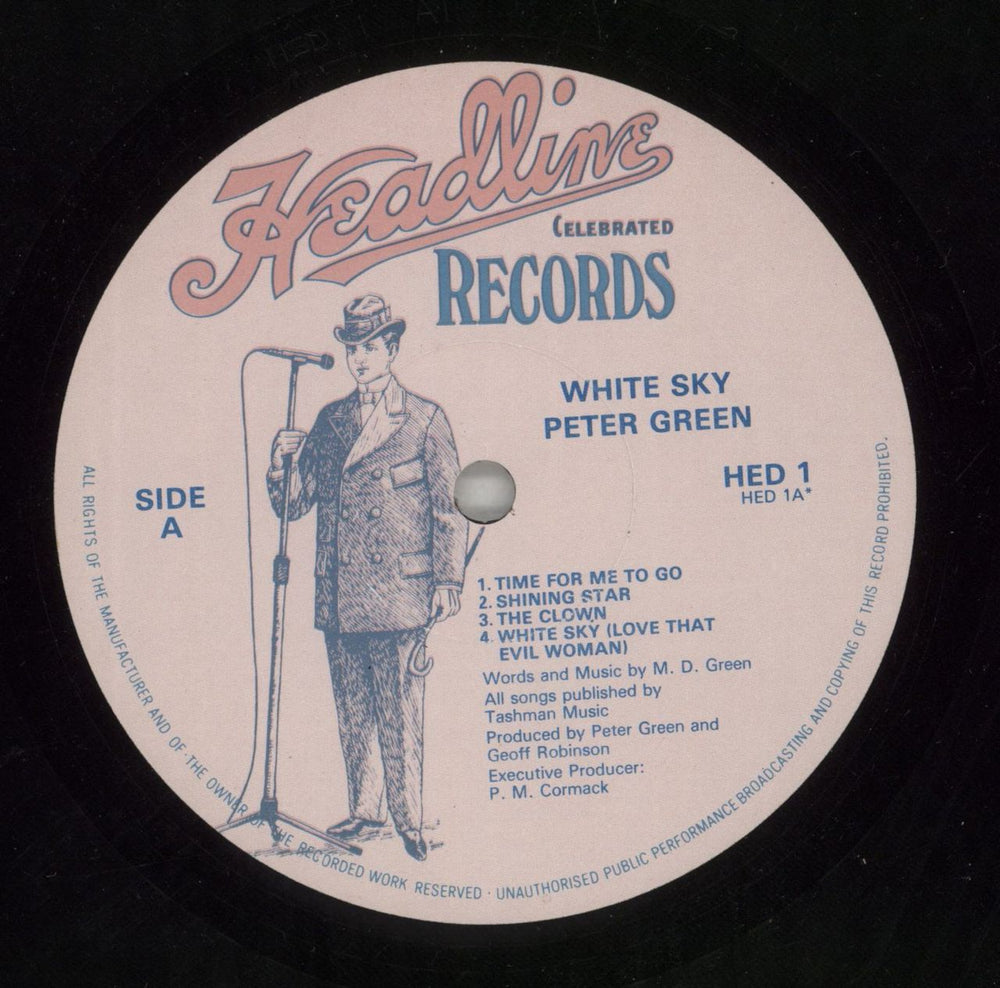 Headline
CELEBRATED
RECORDS
WHITE SKY
PETER GREEN
SIDE
A
HED 1
HED 1A*
1. TIME FOR ME TO GO
2. SHINING STAR
3. THE CLOWN
4. WHITE SKY (LOVE THAT
EVIL WOMAN)
Words and Music by M. D. Green
All songs published by
Tashman Music
Produced by Peter Green and
Geoff Robinson
Executive Producer:
P. M. Cormack
ALL RIGHTS OF THE MANUFACTURER AND OF · THE OWNER OF THE RECORDED WORK RESERVED · UNAUTHORISED PUBLIC PERFORMANCE BROADCASTING AND COPYING OF THIS RECORD PROHIBITED.